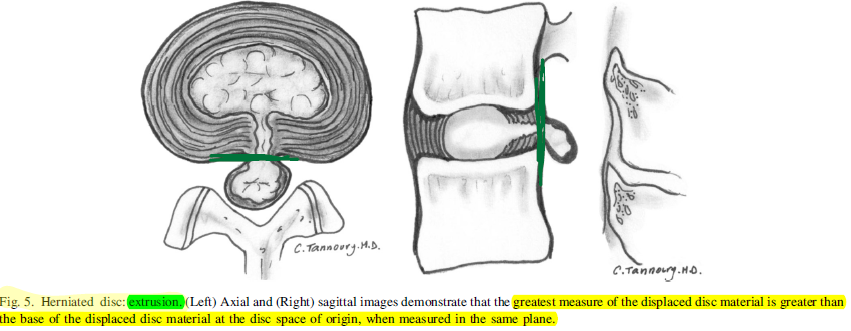 C. Tannoury. M.D.
C. Tannoury. M.D.
Fig. 5. Herniated disc: extrusion. (Left) Axial and (Right) sagittal images demonstrate that the greatest measure of the displaced disc material is greater than
the base of the displaced disc material at the disc space of origin, when measured in the same plane.